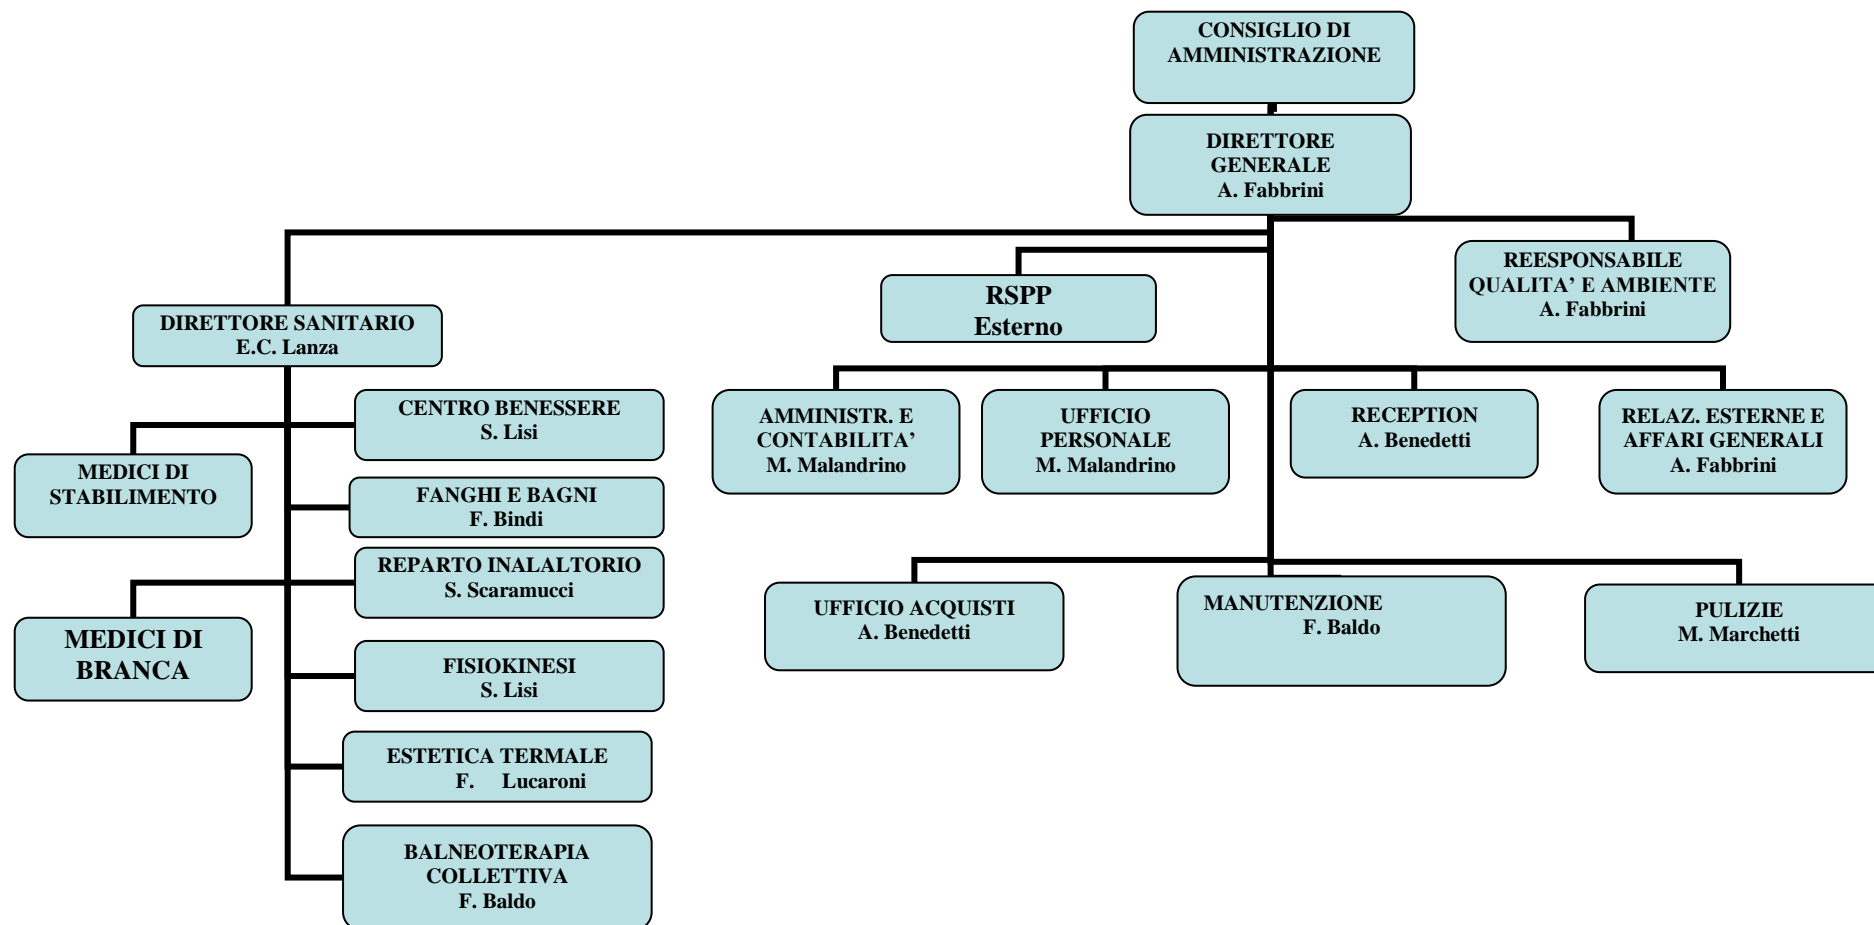 CONSIGLIO DI
AMMINISTRAZIONE
DIRETTORE
GENERALE
A. Fabbrini
REESPONSABILE
QUALITA’ E AMBIENTE
A. Fabbrini
RSPP
Esterno
DIRETTORE SANITARIO
E.C. Lanza
CENTRO BENESSERE
S. Lisi
MEDICI DI
STABILIMENTO
FANGHI E BAGNI
F. Bindi
REPARTO INALALTORIO
S. Scaramucci
MEDICI DI
BRANCA
FISIOKINESI
S. Lisi
ESTETICA TERMALE
F. Lucaroni
BALNEOTERAPIA
COLLETTIVA
F. Baldo
AMMINISTR. E
CONTABILITA’
M. Malandrino
UFFICIO
PERSONALE
M. Malandrino
RECEPTION
A. Benedetti
RELAZ. ESTERNE E
AFFARI GENERALI
A. Fabbrini
UFFICIO ACQUISTI
A. Benedetti
MANUTENZIONE
F. Baldo
PULIZIE
M. Marchetti